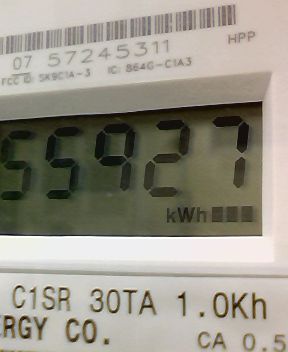 07 57245311
HPP
FCC ID: SK9C1A-3 IC: 864G-C1A3
55927
kWh
C1SR 30TA 1.0Kh
ERGY CO.
CA 0.5